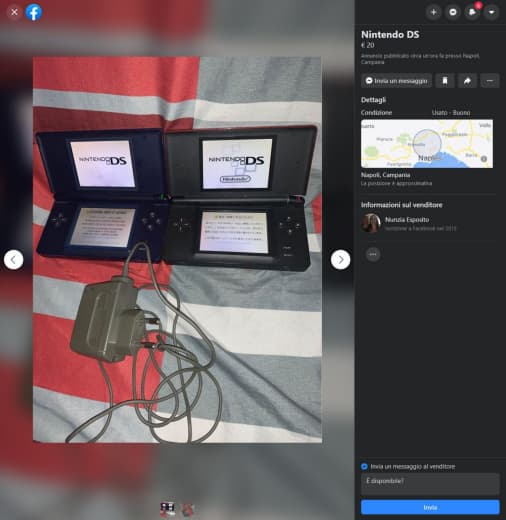 Nintendo DS
€ 20
Annuncio pubblicato circa un'ora fa presso Napoli,
Campania
Invia un messaggio
Dettagli
Condizione
Usato - Buono
Napoli
Napoli, Campania
La posizione è approssimativa
Informazioni sul venditore
Nunzia Esposito
Iscrizione a Facebook nel 2010
Invia un messaggio al venditore
È disponibile?
Invia
NINTENDO DS
NINTENDO DS
Nintendo